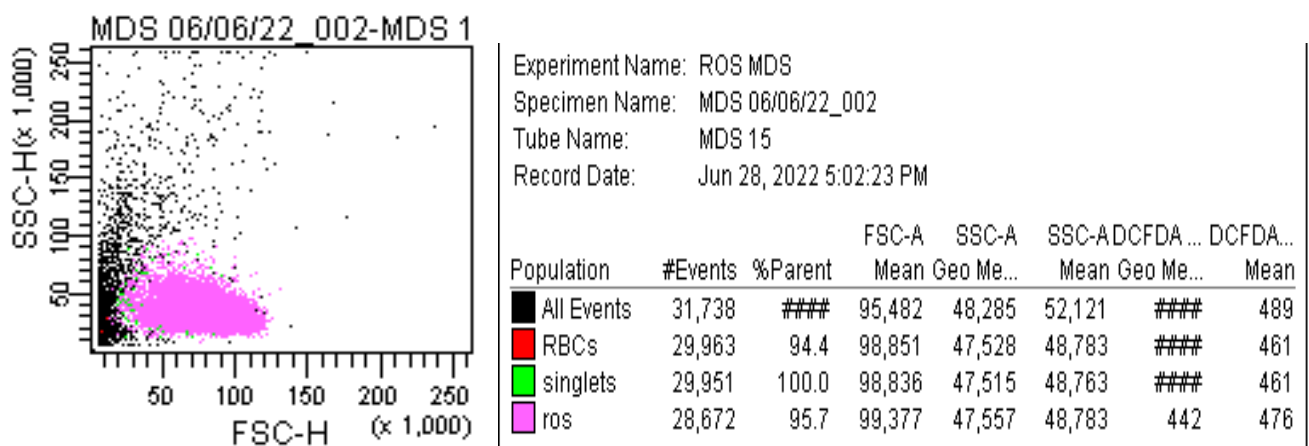 MDS 06/06/22_002-MDS 1
SSC-H (x 1,000)
250
200
150
100
50
50 100 150 200 250
FSC-H (x 1,000)
Experiment Name: ROS MDS
Specimen Name: MDS 06/06/22_002
Tube Name: MDS 15
Record Date: Jun 28, 2022 5:02:23 PM
FSC-A SSC-A SSC-A DCFDA ... DCFDA...
Population #Events %Parent Mean Geo Me... Mean Geo Me... Mean
All Events 31,738 #### 95,482 48,285 52,121 #### 489
RBCs 29,963 94.4 98,851 47,528 48,783 #### 461
singlets 29,951 100.0 98,836 47,515 48,763 #### 461
ros 28,672 95.7 99,377 47,557 48,783 442 476